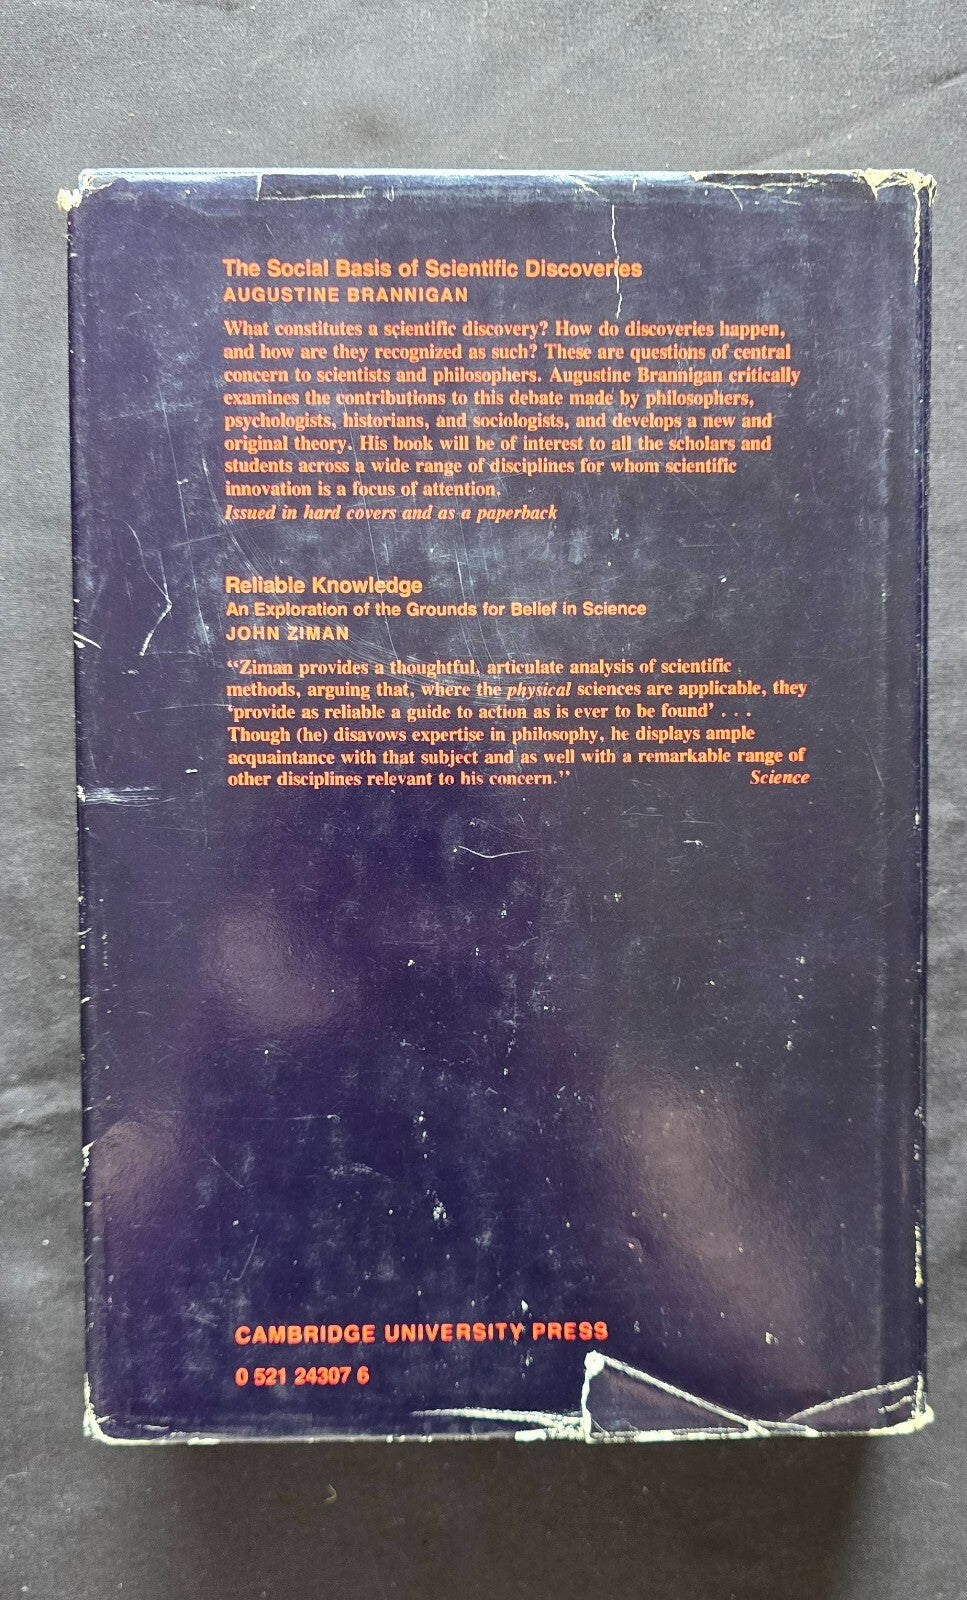 The Social Basis of Scientific Discoveries
AUGUSTINE BRANNIGAN
What constitutes a scientific discovery? How do discoveries happen,
and how are they recognized as such? These are questions of central
concern to scientists and philosophers. Augustine Brannigan critically
examines the contributions to this debate made by philosophers,
psychologists, historians, and sociologists, and develops a new and
original theory. His book will be of interest to all the scholars and
students across a wide range of disciplines for whom scientific
innovation is a focus of attention.
Issued in hard covers and as a paperback
Reliable Knowledge
An Exploration of the Grounds for Belief in Science
JOHN ZIMAN
“Ziman provides a thoughtful, articulate analysis of scientific
methods, arguing that, where the physical sciences are applicable, they
‘provide as reliable a guide to action as is ever to be found’ . . .
Though (he) disavows expertise in philosophy, he displays ample
acquaintance with that subject and as well with a remarkable range of
other disciplines relevant to his concern.” Science
CAMBRIDGE UNIVERSITY PRESS
0 521 24307 6